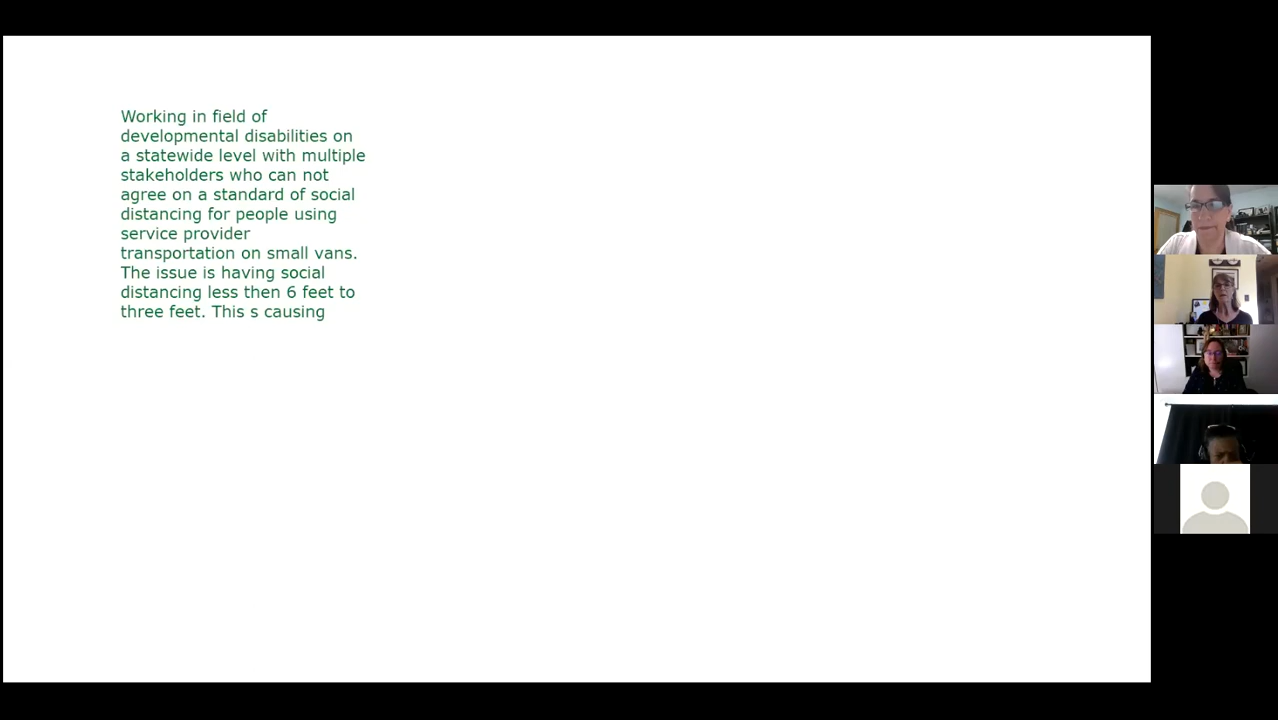 Working in field of
developmental disabilities on
a statewide level with multiple
stakeholders who can not
agree on a standard of social
distancing for people using
service provider
transportation on small vans.
The issue is having social
distancing less then 6 feet to
three feet. This s causing